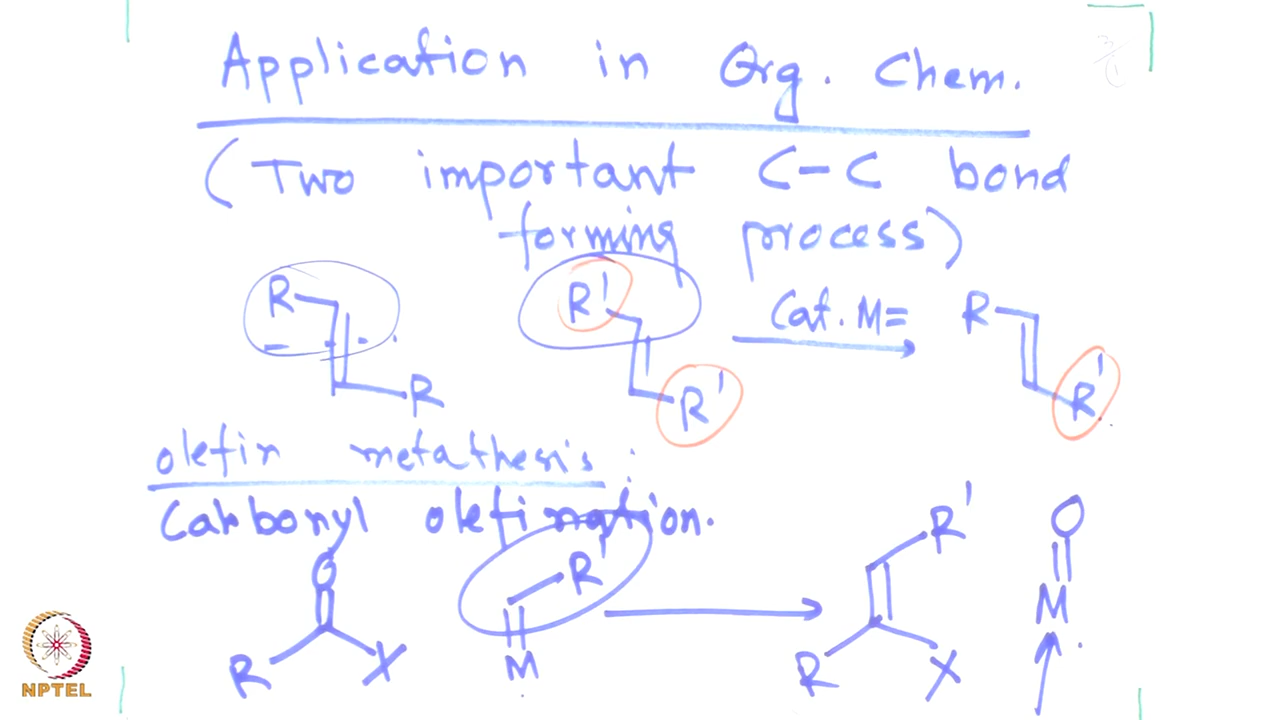 Application in Org. Chem.
(Two important C-C bond
forming process)
R R' Cat. M= R
R R' R'
olefin metathesis:
Carbonyl olefination.
O R' R' O
R X M R X M
NPTEL